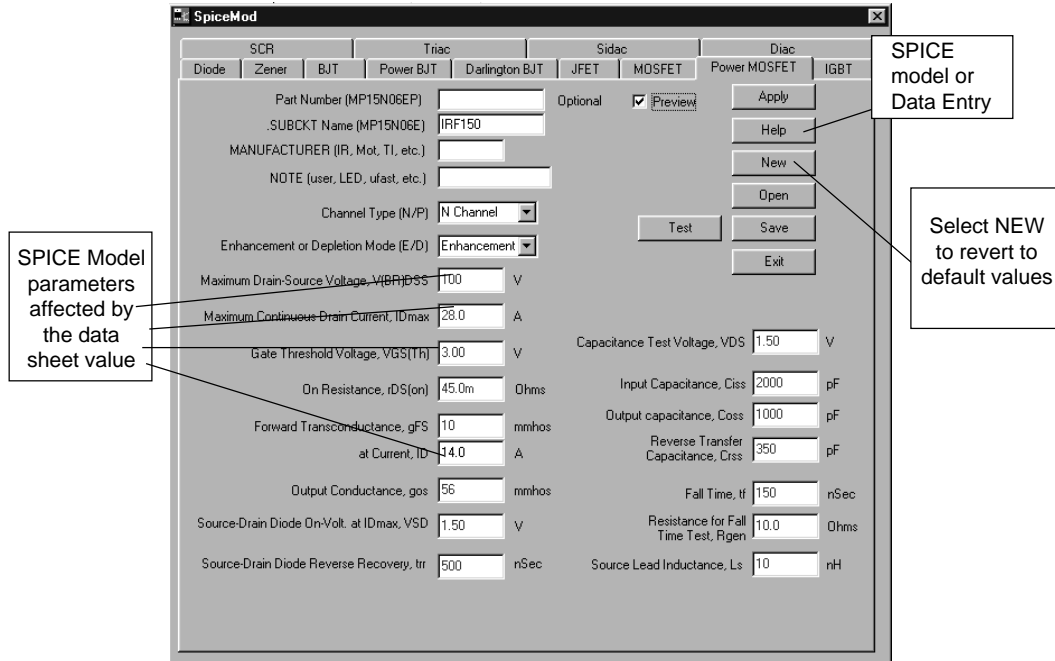 SpiceMod
SCR Triac Sidac Diac
Diode Zener BJT Power BJT Darlington BJT JFET MOSFET Power MOSFET IGBT
Part Number (MP15N06EP) Optional Preview Apply
.SUBCKT Name (MP15N06E) IRF150 Help
MANUFACTURER (IR, Mot, TI, etc.) New
NOTE (user, LED, ufast, etc.) Open
Channel Type (N/P) N Channel Test Save
Enhancement or Depletion Mode (E/D) Enhancement Exit
Maximum Drain-Source Voltage, V(BR)DSS 100 V
Maximum Continuous Drain Current, IDmax 28.0 A
Gate Threshold Voltage, VGS(Th) 3.00 V
On Resistance, rDS(on) 45.0m Ohms
Forward Transconductance, gFS 10 mmhos
at Current, ID 14.0 A
Output Conductance, gos 56 mmhos
Source-Drain Diode On-Volt. at IDmax, VSD 1.50 V
Source-Drain Diode Reverse Recovery, trr 500 nSec
Capacitance Test Voltage, VDS 1.50 V
Input Capacitance, Ciss 2000 pF
Output capacitance, Coss 1000 pF
Reverse Transfer
Capacitance, Crss 350 pF
Fall Time, tf 150 nSec
Resistance for Fall
Time Test, Rgen 10.0 Ohms
Source Lead Inductance, Ls 10 nH
SPICE
model or
Data Entry
Select NEW
to revert to
default values
SPICE Model
parameters
affected by
the data
sheet value